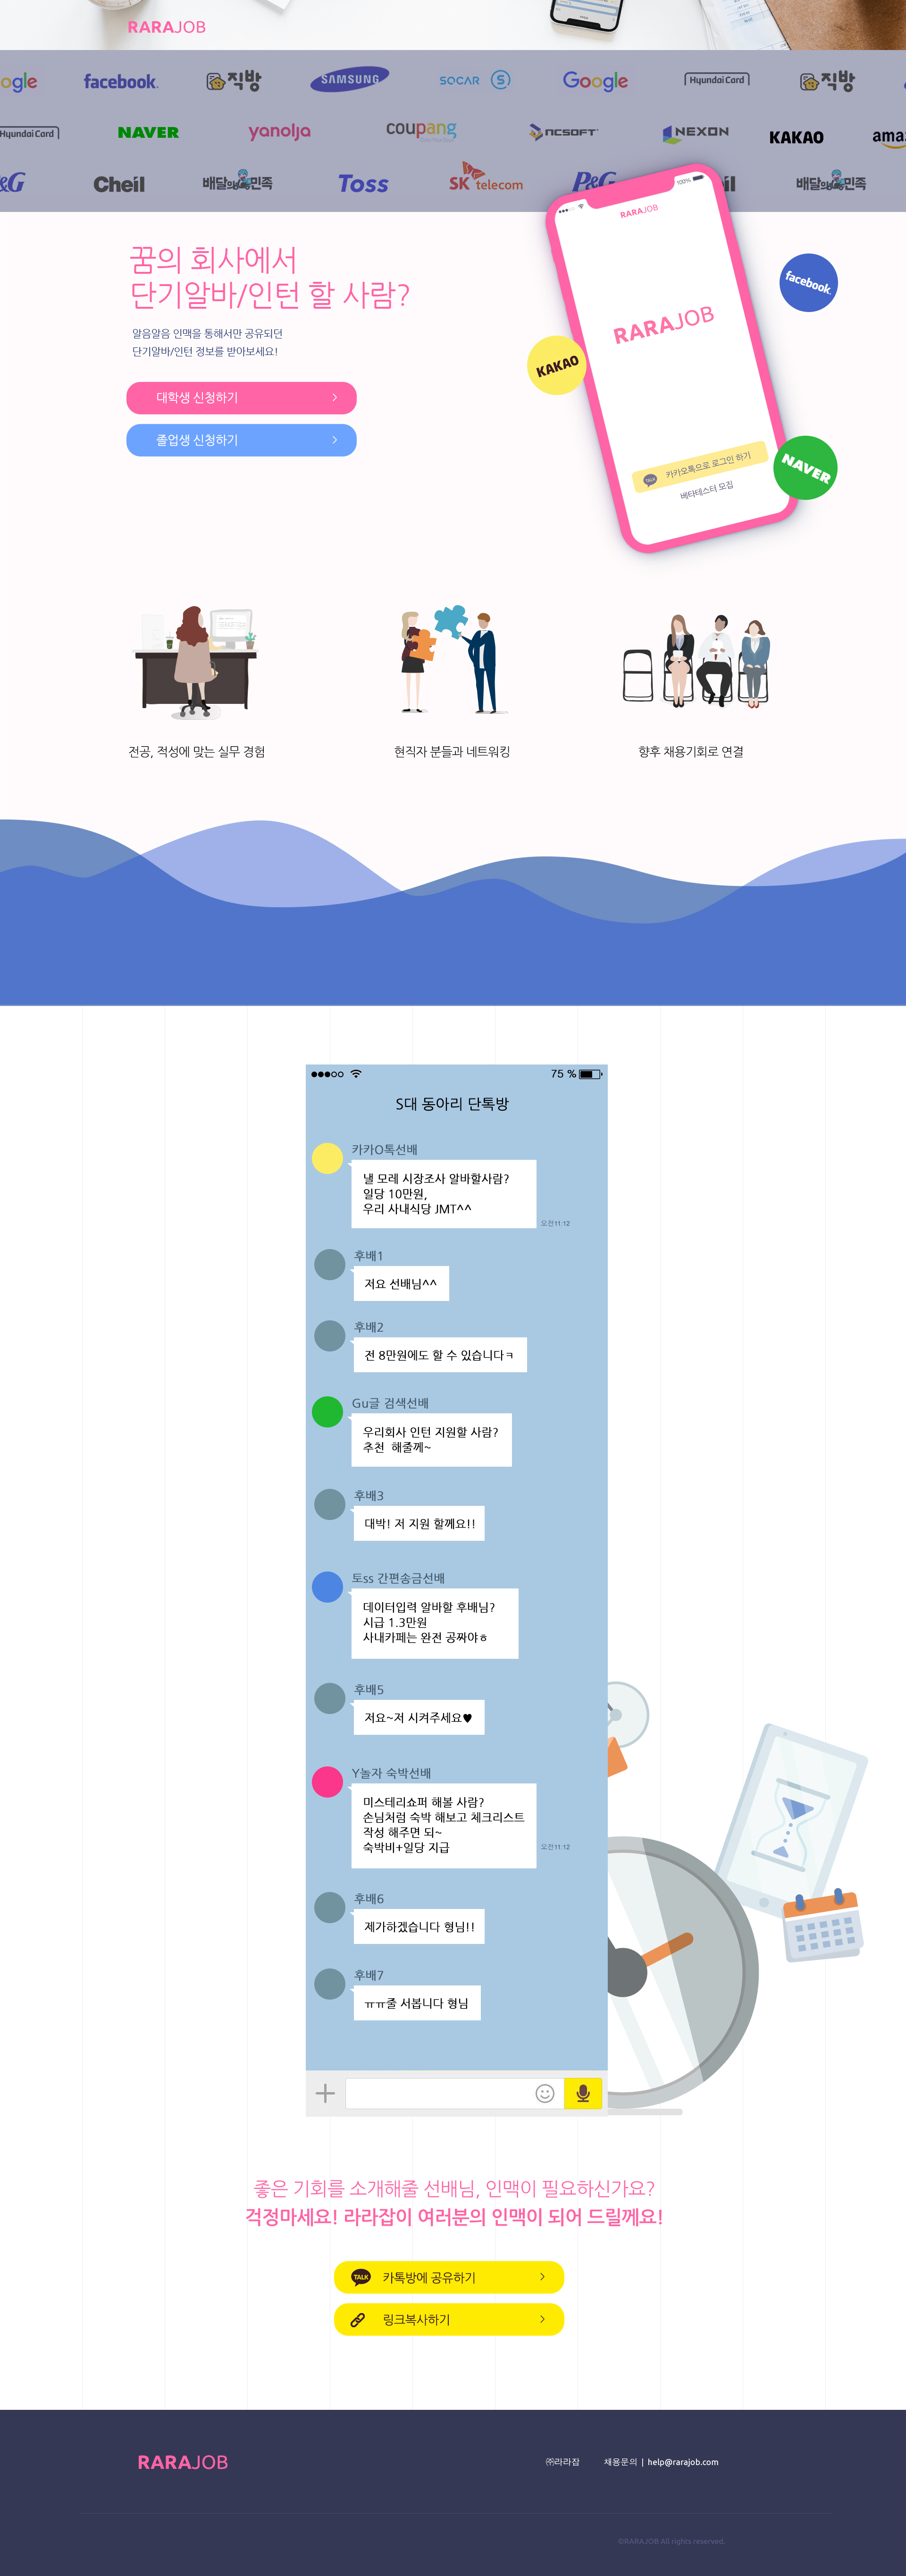 RARAJOB
ogle facebook. 직방 SAMSUNG SOCAR S Google Hyundai Card 직방
Hyundai Card NAVER yanolja coupang NCSOFT NEXON KAKAO ama
&G Cheil 배달의민족 Toss SK telecom P&G il 배달의민족
100%
RARAJOB
꿈의 회사에서
단기알바/인턴 할 사람?
알음알음 인맥을 통해서만 공유되던
단기알바/인턴 정보를 받아보세요!
대학생 신청하기
졸업생 신청하기
facebook.
RARAJOB
KAKAO
NAVER
TALK 카카오톡으로 로그인 하기
베타테스터 모집
전공, 적성에 맞는 실무 경험
현직자 분들과 네트워킹
향후 채용기회로 연결
75 %
S대 동아리 단톡방
카카O톡선배
낼 모레 시장조사 알바할사람?
일당 10만원,
우리 사내식당 JMT^^
오전11:12
후배1
저요 선배님^^
후배2
전 8만원에도 할 수 있습니다ㅋ
Gu글 검색선배
우리회사 인턴 지원할 사람?
추천 해줄께~
후배3
대박! 저 지원 할께요!!
토ss 간편송금선배
데이터입력 알바할 후배님?
시급 1.3만원
사내카페는 완전 공짜야ㅎ
후배5
저요~저 시켜주세요♥
Y놀자 숙박선배
미스테리쇼퍼 해볼 사람?
손님처럼 숙박 해보고 체크리스트
작성 해주면 되~
숙박비+일당 지급
오전11:12
후배6
제가하겠습니다 형님!!
후배7
ㅠㅠ줄 서봅니다 형님
좋은 기회를 소개해줄 선배님, 인맥이 필요하신가요?
걱정마세요! 라라잡이 여러분의 인맥이 되어 드릴께요!
TALK 카톡방에 공유하기
링크복사하기
RARAJOB
㈜라라잡 채용문의 | help@rarajob.com
©RARAJOB All rights reserved.